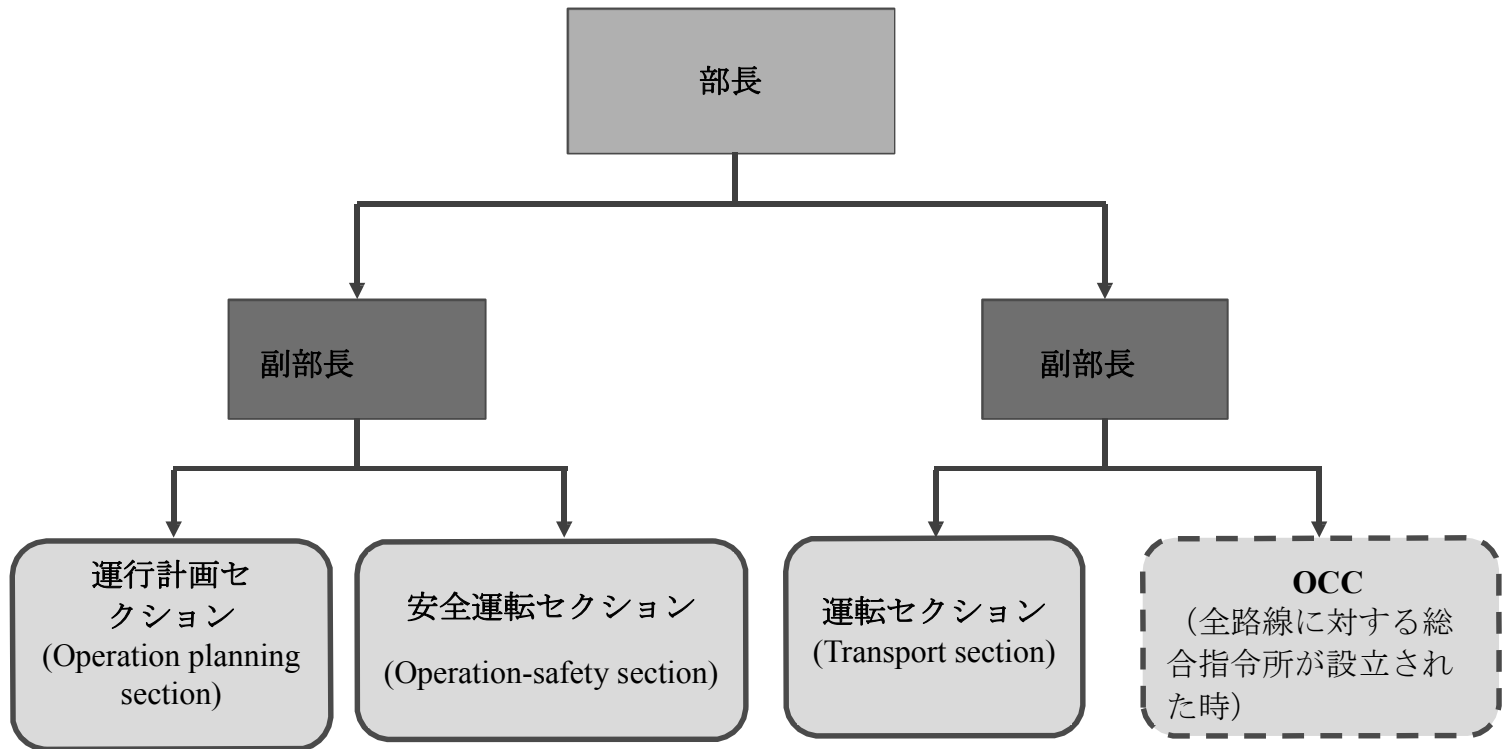 部長
副部長
副部長
運行計画セ
クション
(Operation planning
section)
安全運転セクション
(Operation-safety section)
運転セクション
(Transport section)
OCC
（全路線に対する総
合指令所が設立され
た時）